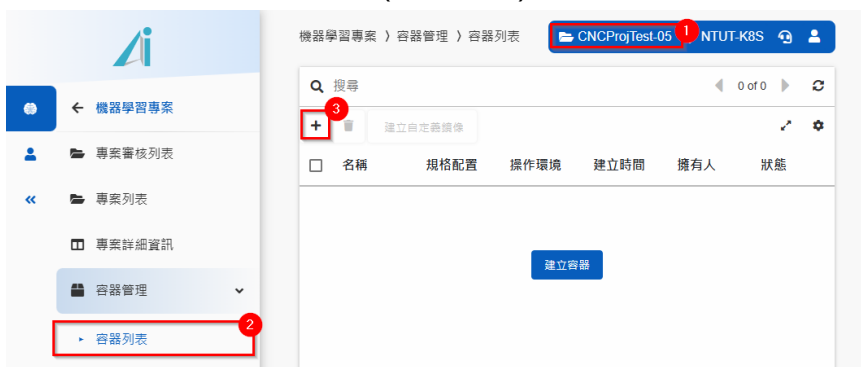 機器學習專案 〉容器管理 〉容器列表
CNCProjTest-05
1
NTUT-K8S
Ai
搜尋
0 of 0
機器學習專案
3
+
建立自定義鏡像
專案審核列表
名稱 規格配置 操作環境 建立時間 擁有人 狀態
專案列表
專案詳細資訊
建立容器
容器管理
2
容器列表